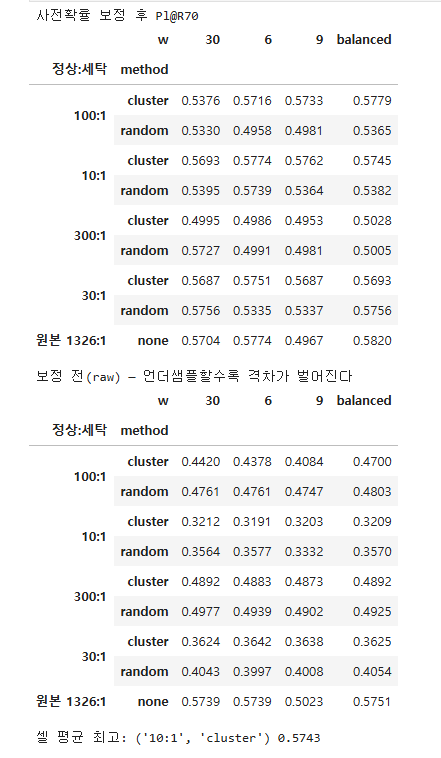 사전확률 보정 후 Pl@R70
w 30 6 9 balanced
정상:세탁 method
100:1 cluster 0.5376 0.5716 0.5733 0.5779
random 0.5330 0.4958 0.4981 0.5365
10:1 cluster 0.5693 0.5774 0.5762 0.5745
random 0.5395 0.5739 0.5364 0.5382
300:1 cluster 0.4995 0.4986 0.4953 0.5028
random 0.5727 0.4991 0.4981 0.5005
30:1 cluster 0.5687 0.5751 0.5687 0.5693
random 0.5756 0.5335 0.5337 0.5756
원본 1326:1 none 0.5704 0.5774 0.4967 0.5820
보정 전(raw) — 언더샘플할수록 격차가 벌어진다
w 30 6 9 balanced
정상:세탁 method
100:1 cluster 0.4420 0.4378 0.4084 0.4700
random 0.4761 0.4761 0.4747 0.4803
10:1 cluster 0.3212 0.3191 0.3203 0.3209
random 0.3564 0.3577 0.3332 0.3570
300:1 cluster 0.4892 0.4883 0.4873 0.4892
random 0.4977 0.4939 0.4902 0.4925
30:1 cluster 0.3624 0.3642 0.3638 0.3625
random 0.4043 0.3997 0.4008 0.4054
원본 1326:1 none 0.5739 0.5739 0.5023 0.5751
셀 평균 최고: ('10:1', 'cluster') 0.5743